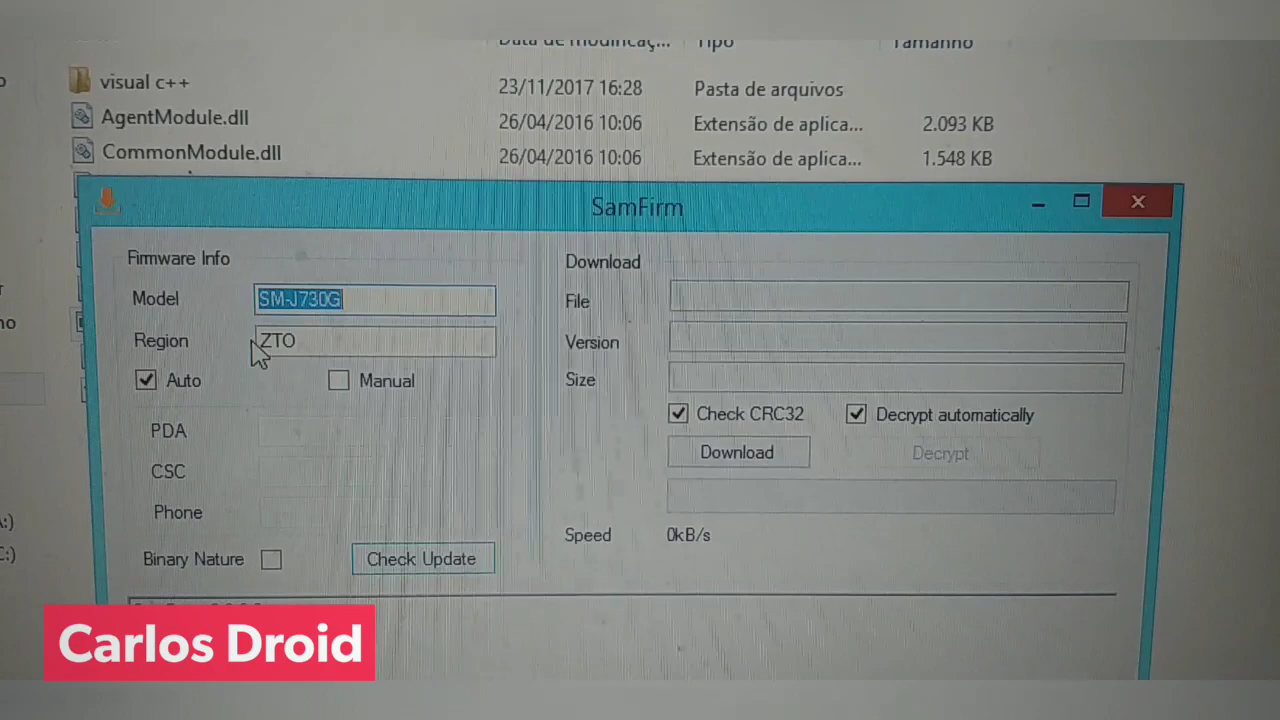 Data de modificaç... Tipo Tamanho
visual c++ 23/11/2017 16:28 Pasta de arquivos
AgentModule.dll 26/04/2016 10:06 Extensão de aplica... 2.093 KB
CommonModule.dll 26/04/2016 10:06 Extensão de aplica... 1.548 KB
SamFirm
Firmware Info
Model SM-J730G
Region ZTO
Auto Manual
PDA
CSC
Phone
Binary Nature Check Update
Download
File
Version
Size
Check CRC32 Decrypt automatically
Download Decrypt
Speed 0kB/s
:)
C:)
Carlos Droid